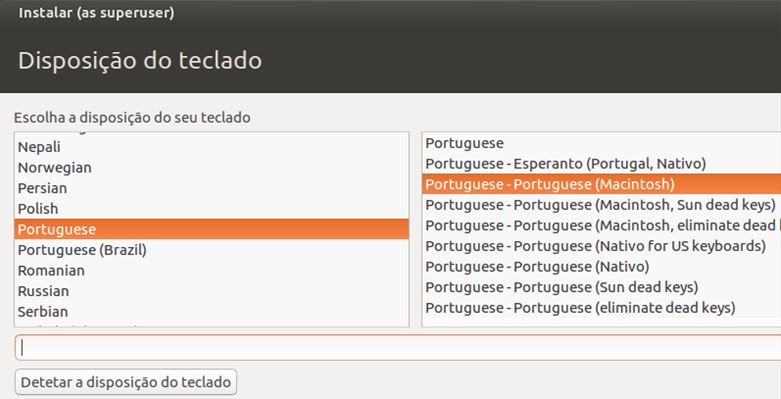 Instalar (as superuser)
Disposição do teclado
Escolha a disposição do seu teclado
Nepali
Norwegian
Persian
Polish
Portuguese
Portuguese (Brazil)
Romanian
Russian
Serbian
Portuguese
Portuguese - Esperanto (Portugal, Nativo)
Portuguese - Portuguese (Macintosh)
Portuguese - Portuguese (Macintosh, Sun dead keys)
Portuguese - Portuguese (Macintosh, eliminate dead
Portuguese - Portuguese (Nativo for US keyboards)
Portuguese - Portuguese (Nativo)
Portuguese - Portuguese (Sun dead keys)
Portuguese - Portuguese (eliminate dead keys)
Detetar a disposição do teclado